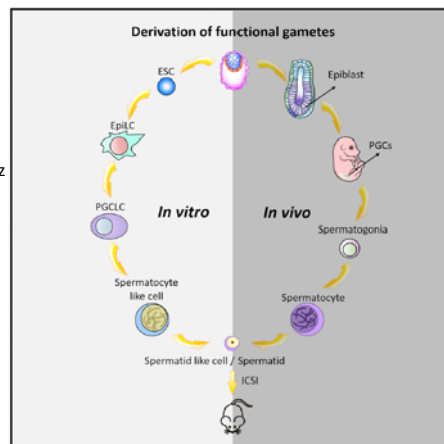 Derivation of functional gametes
ESC
Epiblast
EpiLC
PGCs
z
PGCLC
In vitro
In vivo
Spermatogonia
Spermatocyte
like cell
Spermatocyte
Spermatid like cell / Spermatid
ICSI